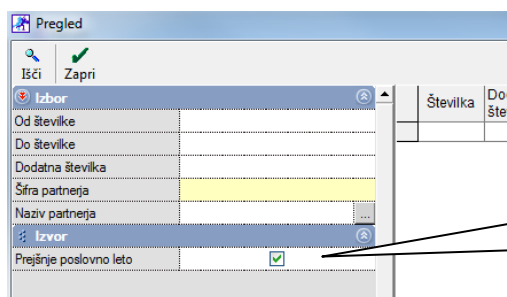 Pregled
Išči Zapri
Izbor
Od številke
Do številke
Dodatna številka
Šifra partnerja
Naziv partnerja ...
Izvor
Prejšnje poslovno leto
Številka